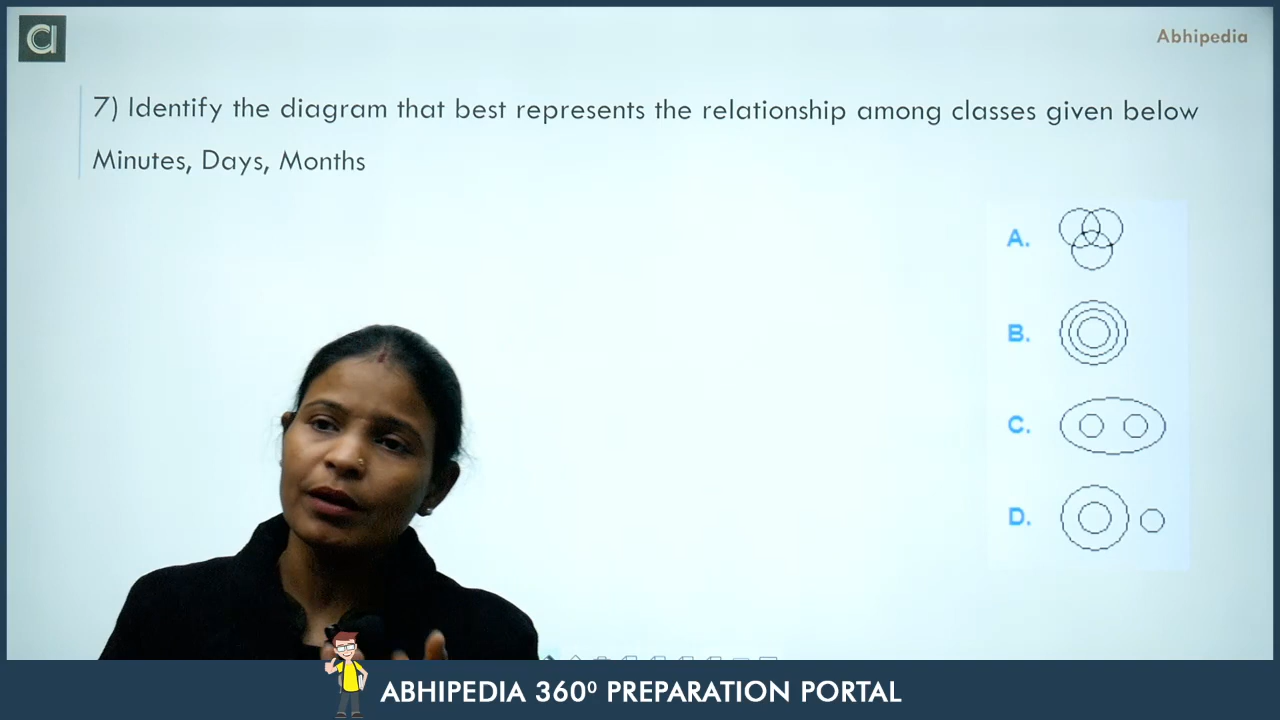 Abhipedia
7) Identify the diagram that best represents the relationship among classes given below
Minutes, Days, Months
A.
B.
C.
D.
ABHIPEDIA 360⁰ PREPARATION PORTAL